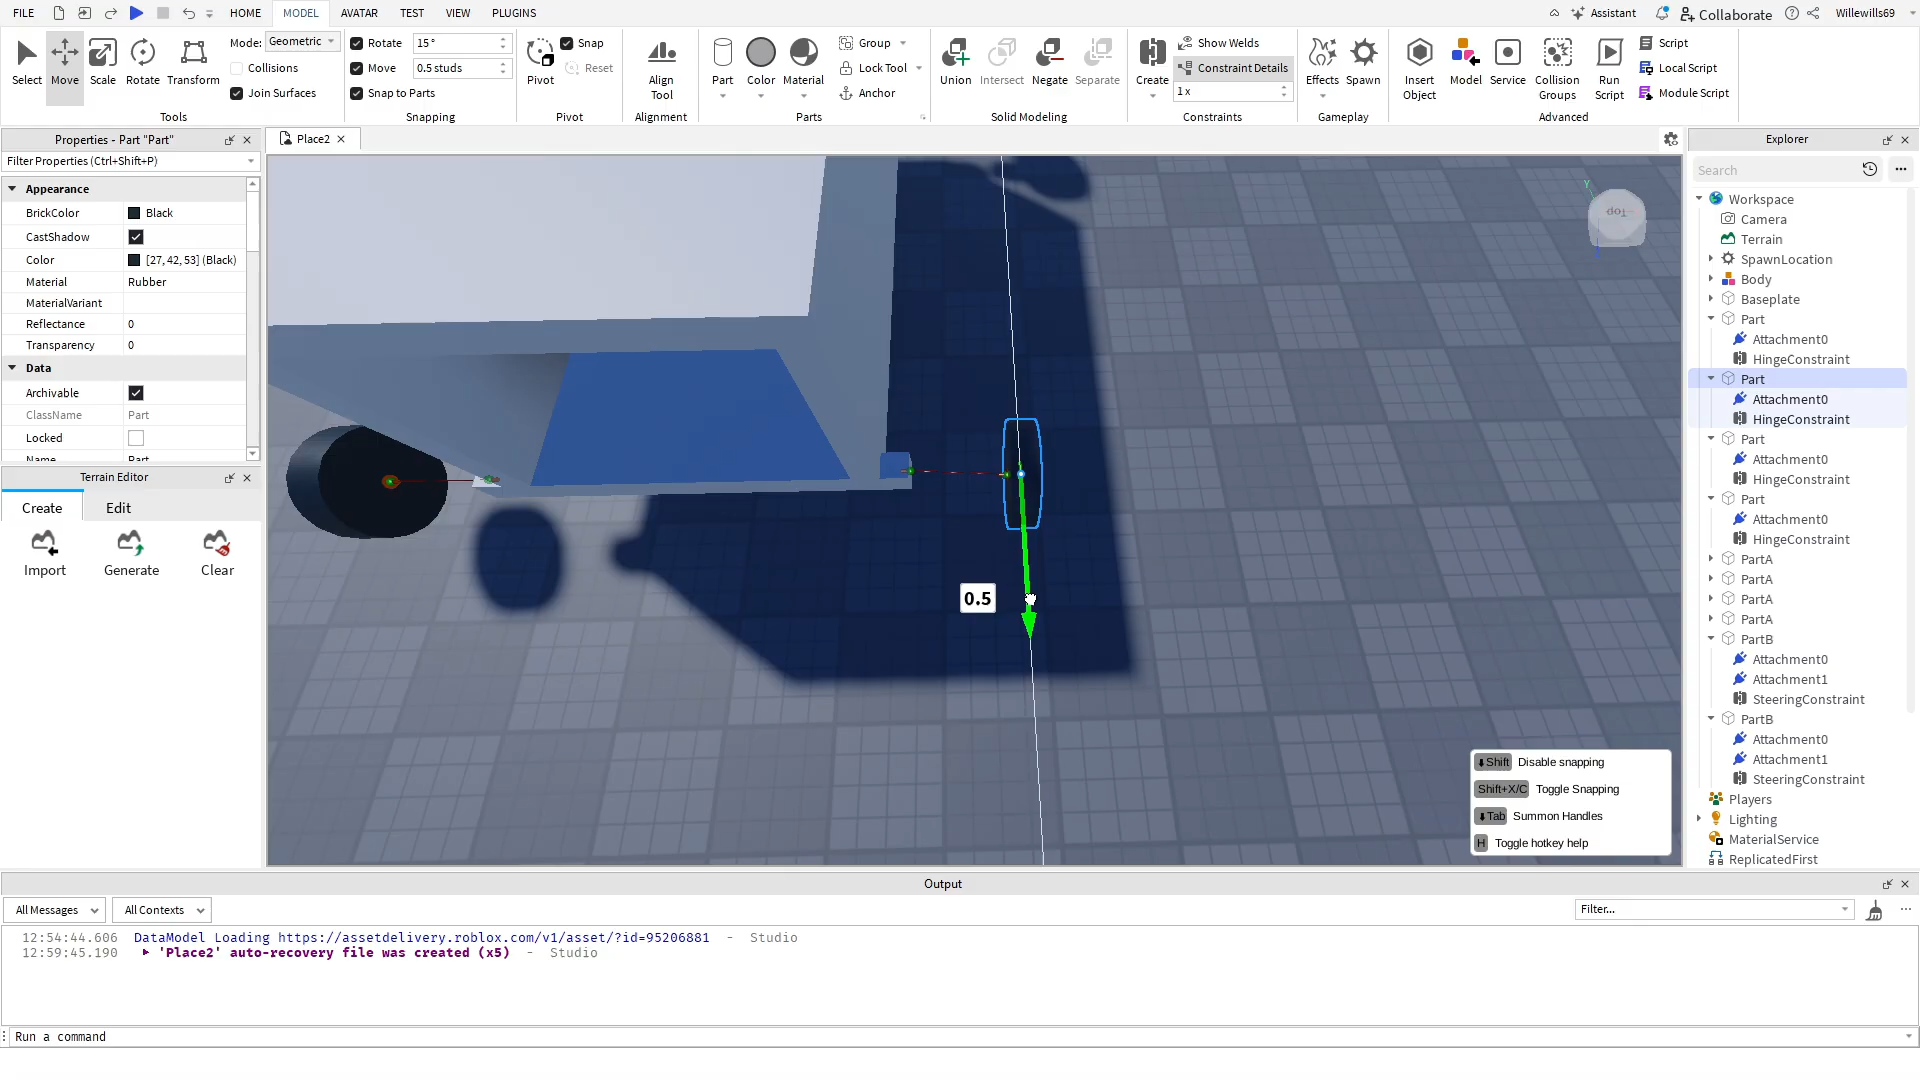 FILE HOME MODEL AVATAR TEST VIEW PLUGINS Assistant Collaborate Willewills69
Select Move Scale Rotate Transform
Mode: Geometric
Collisions
Join Surfaces
Tools
Rotate 15°
Move 0.5 studs
Snap to Parts
Snapping
Pivot
Snap
Reset
Pivot
Align
Tool
Alignment
Part Color Material
Group
Lock Tool
Anchor
Parts
Union Intersect Negate Separate
Solid Modeling
Create
Show Welds
Constraint Details
1 x
Constraints
Effects Spawn
Gameplay
Insert
Object
Model
Service
Collision
Groups
Run
Script
Script
Local Script
Module Script
Advanced
Properties - Part "Part"
Filter Properties (Ctrl+Shift+P)
Appearance
BrickColor Black
CastShadow
Color [27, 42, 53] (Black)
Material Rubber
MaterialVariant
Reflectance 0
Transparency 0
Data
Archivable
ClassName Part
Locked
Name Part
Terrain Editor
Create Edit
Import Generate Clear
Place2
Top
Y
0.5
Shift Disable snapping
Shift+X/C Toggle Snapping
Tab Summon Handles
H Toggle hotkey help
Explorer
Search
Workspace
Camera
Terrain
SpawnLocation
Body
Baseplate
Part
Attachment0
HingeConstraint
Part
Attachment0
HingeConstraint
Part
Attachment0
HingeConstraint
Part
Attachment0
HingeConstraint
PartA
PartA
PartA
PartA
PartB
Attachment0
Attachment1
SteeringConstraint
PartB
Attachment0
Attachment1
SteeringConstraint
Players
Lighting
MaterialService
ReplicatedFirst
Output
All Messages All Contexts Filter...
12:54:44.606 DataModel Loading https://assetdelivery.roblox.com/v1/asset/?id=95206881 - Studio
12:59:45.190 'Place2' auto-recovery file was created (x5) - Studio
Run a command